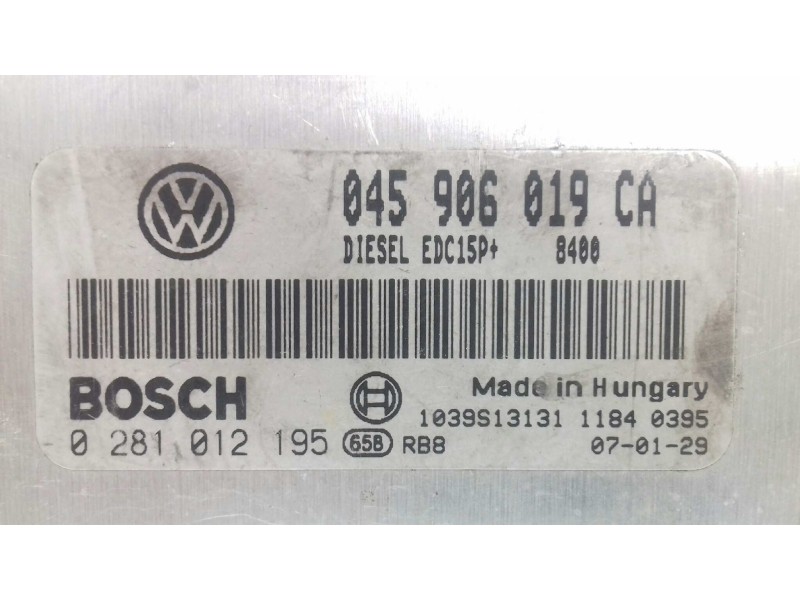 VW
045 906 019 CA
DIESEL EDC15P+ 8400
BOSCH
Made in Hungary
1039S13131 1184 0395
0 281 012 195 65B RB8 07-01-29